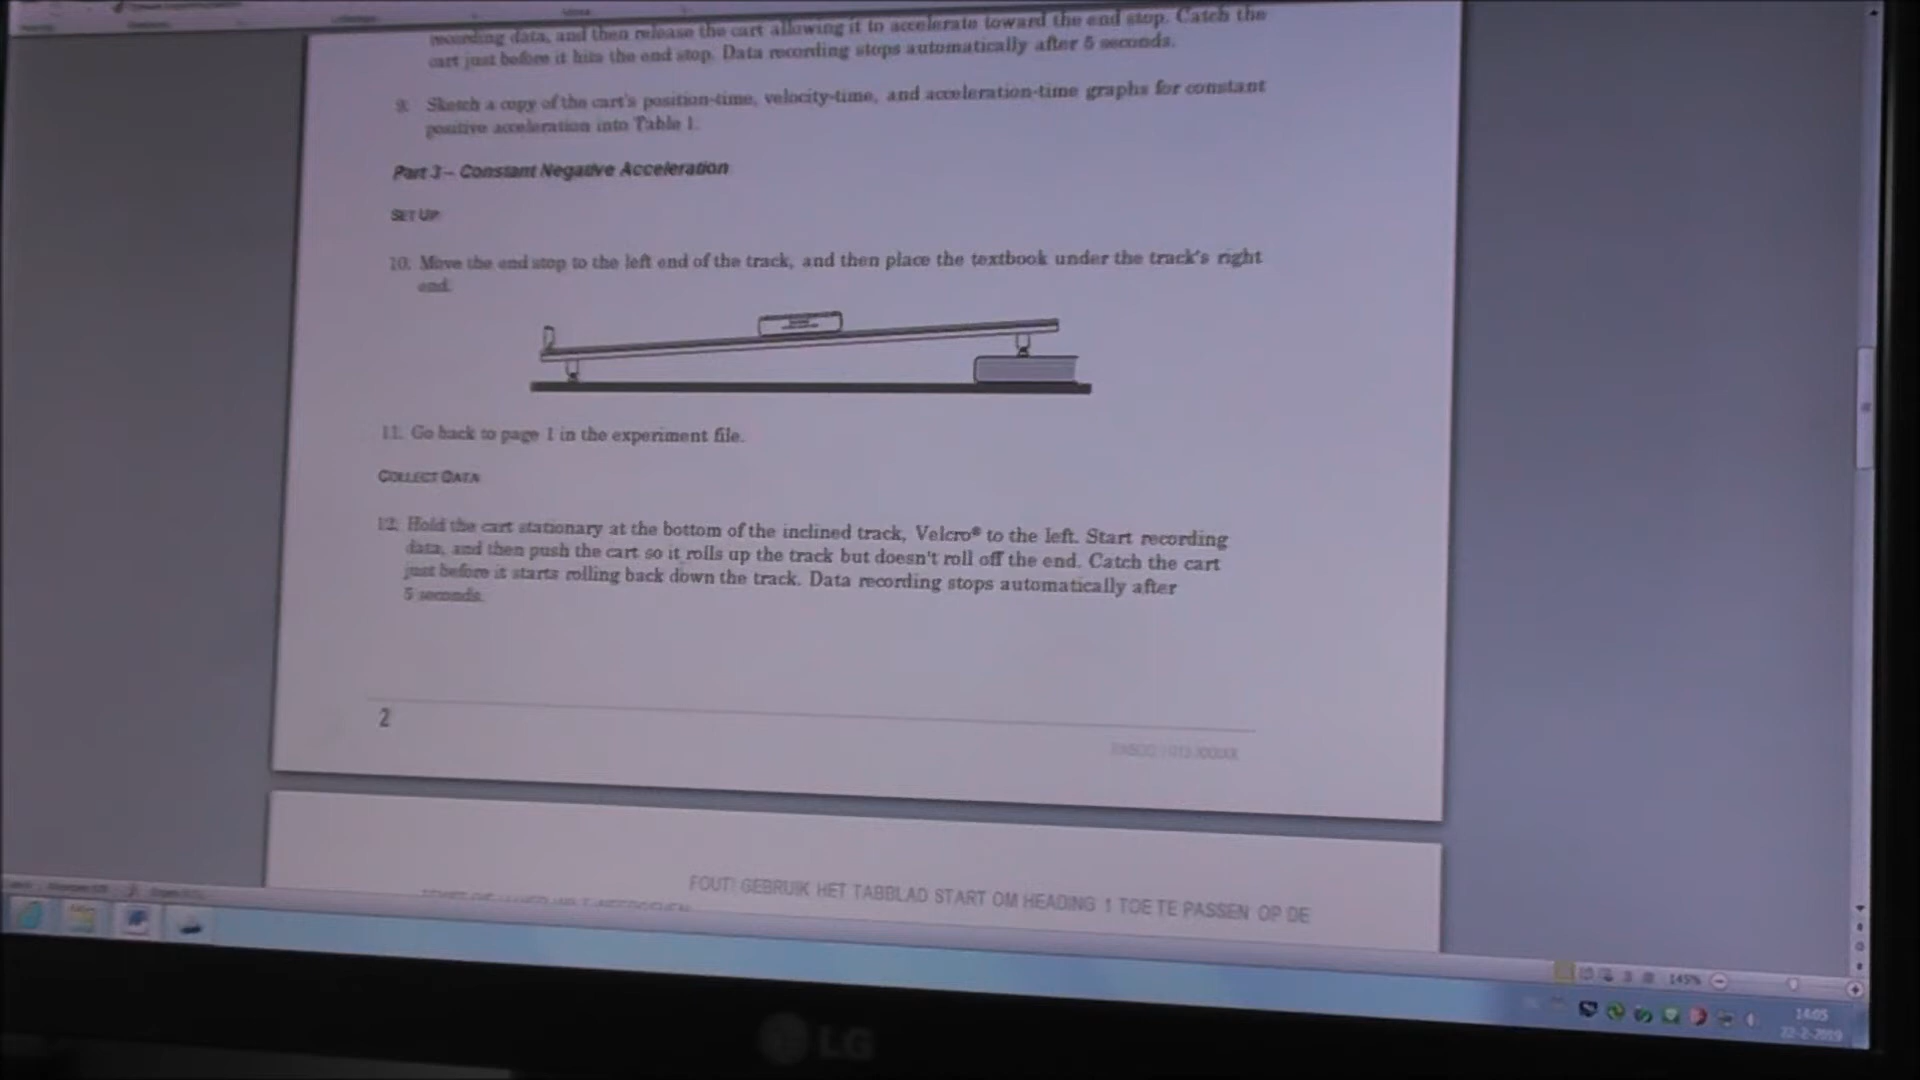 recording data, and then release the cart allowing it to accelerate toward the end stop. Catch the
cart just before it hits the end stop. Data recording stops automatically after 5 seconds.
9. Sketch a copy of the cart's position-time, velocity-time, and acceleration-time graphs for constant
positive acceleration into Table 1.
Part 3 – Constant Negative Acceleration
SET UP
10. Move the end stop to the left end of the track, and then place the textbook under the track's right
end.
11. Go back to page 1 in the experiment file.
COLLECT DATA
12. Hold the cart stationary at the bottom of the inclined track, Velcro® to the left. Start recording
data, and then push the cart so it rolls up the track but doesn't roll off the end. Catch the cart
just before it starts rolling back down the track. Data recording stops automatically after
5 seconds.
2
FOUT! GEBRUIK HET TABBLAD START OM HEADING 1 TOE TE PASSEN OP DE
145%
14:05
22-2-2019
LG